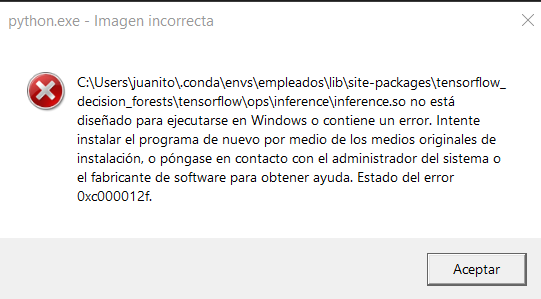 python.exe - Imagen incorrecta
C:\Users\juanito\.conda\envs\empleados\lib\site-packages\tensorflow_
decision_forests\tensorflow\ops\inference\inference.so no está
diseñado para ejecutarse en Windows o contiene un error. Intente
instalar el programa de nuevo por medio de los medios originales de
instalación, o póngase en contacto con el administrador del sistema o
el fabricante de software para obtener ayuda. Estado del error
0xc000012f.
Aceptar